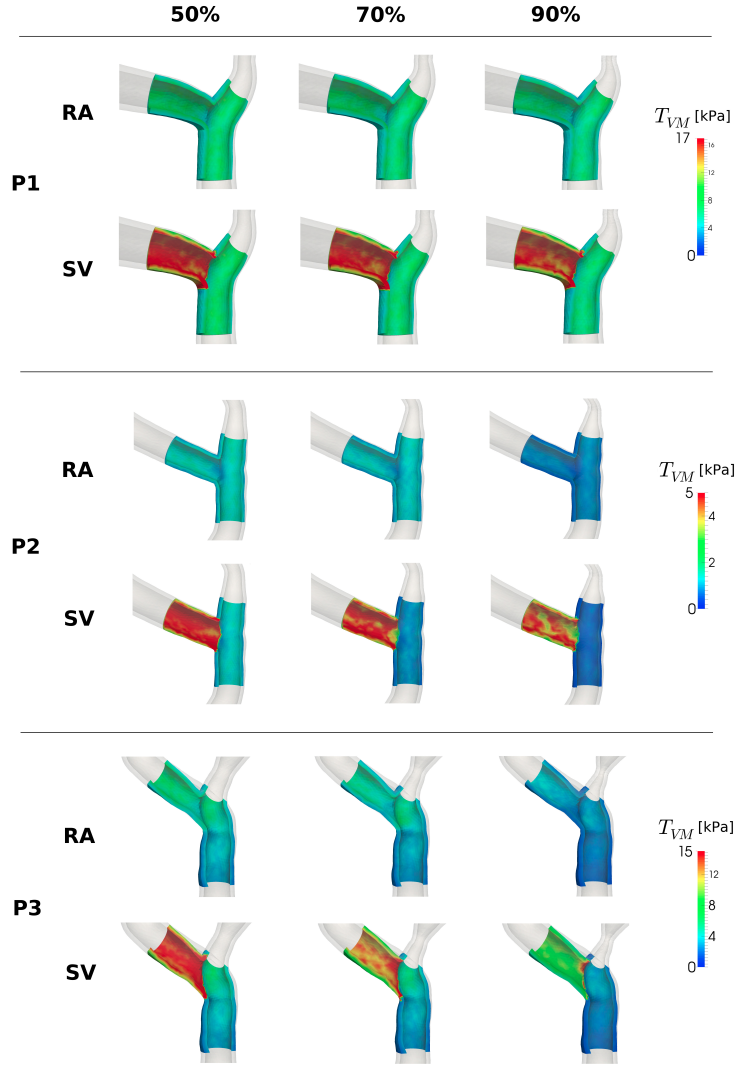 50% 70% 90%
RA
T_VM [kPa]
17
16
12
8
4
0
P1
SV
RA
T_VM [kPa]
5
4
2
0
P2
SV
RA
T_VM [kPa]
15
12
8
4
0
P3
SV